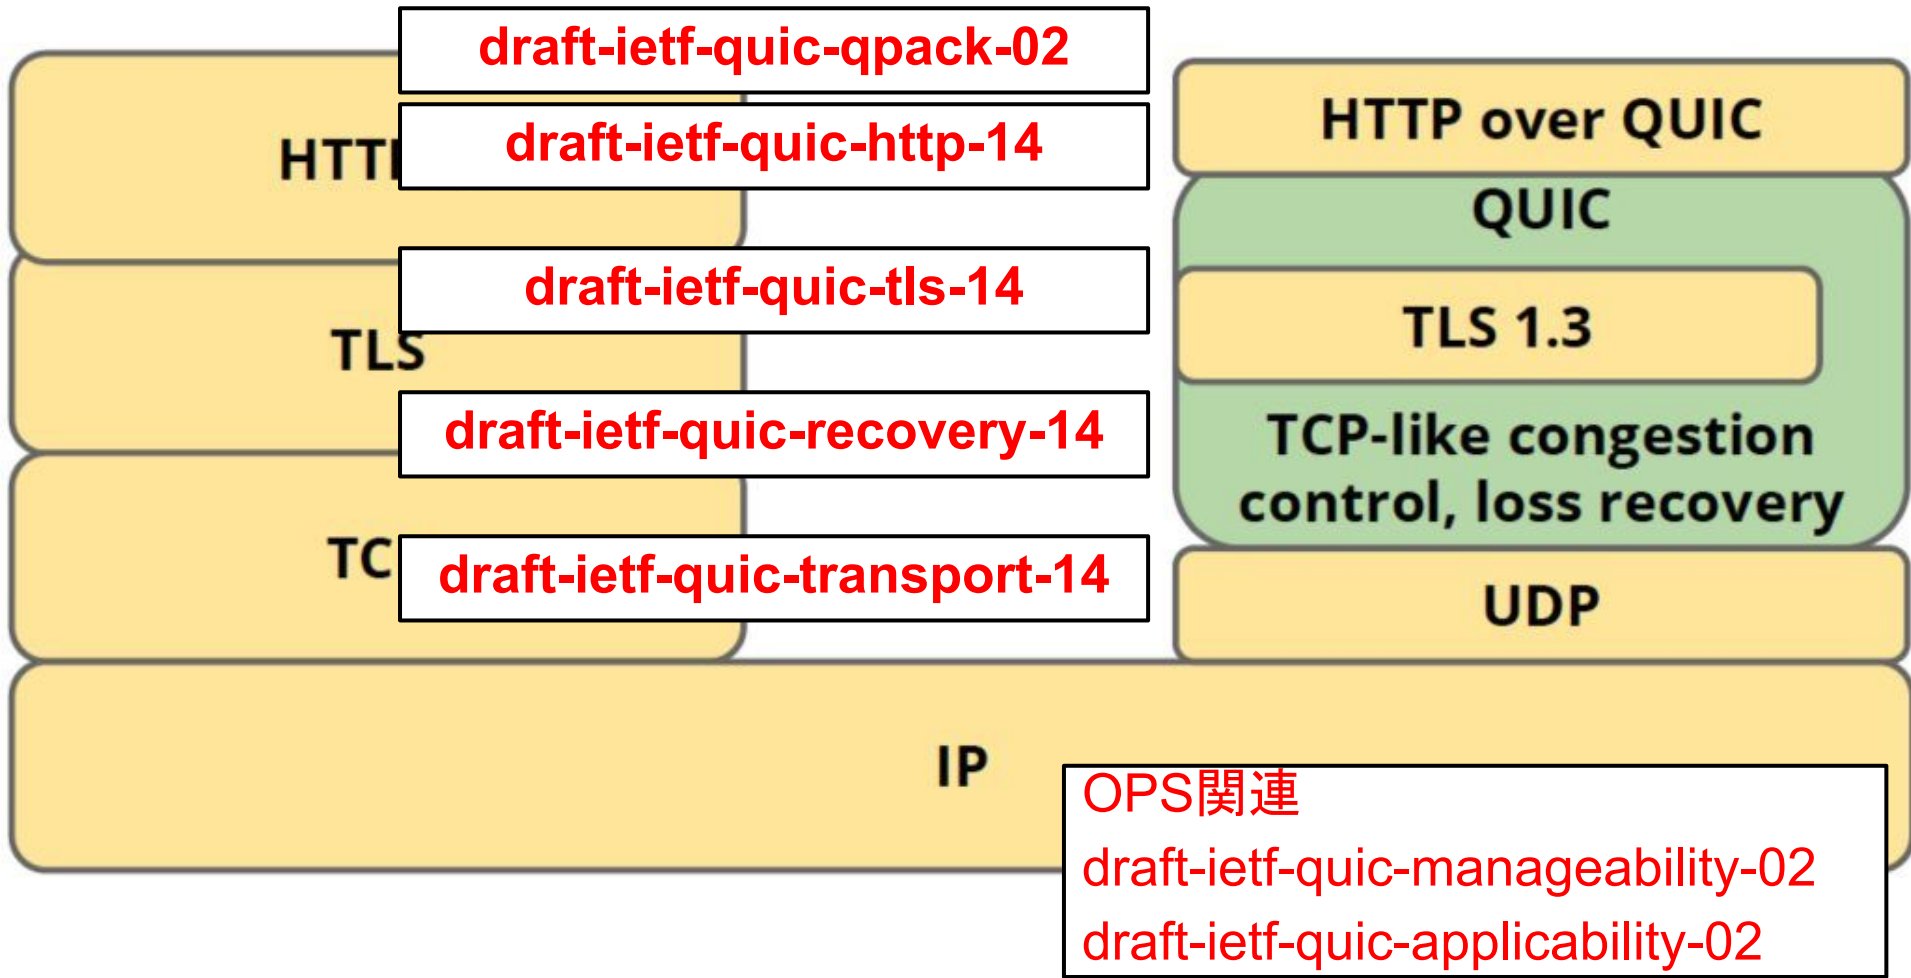 draft-ietf-quic-qpack-02
draft-ietf-quic-http-14
HTT
draft-ietf-quic-tls-14
TLS
draft-ietf-quic-recovery-14
TC
draft-ietf-quic-transport-14
HTTP over QUIC
QUIC
TLS 1.3
TCP-like congestion
control, loss recovery
UDP
IP
OPS関連
draft-ietf-quic-manageability-02
draft-ietf-quic-applicability-02